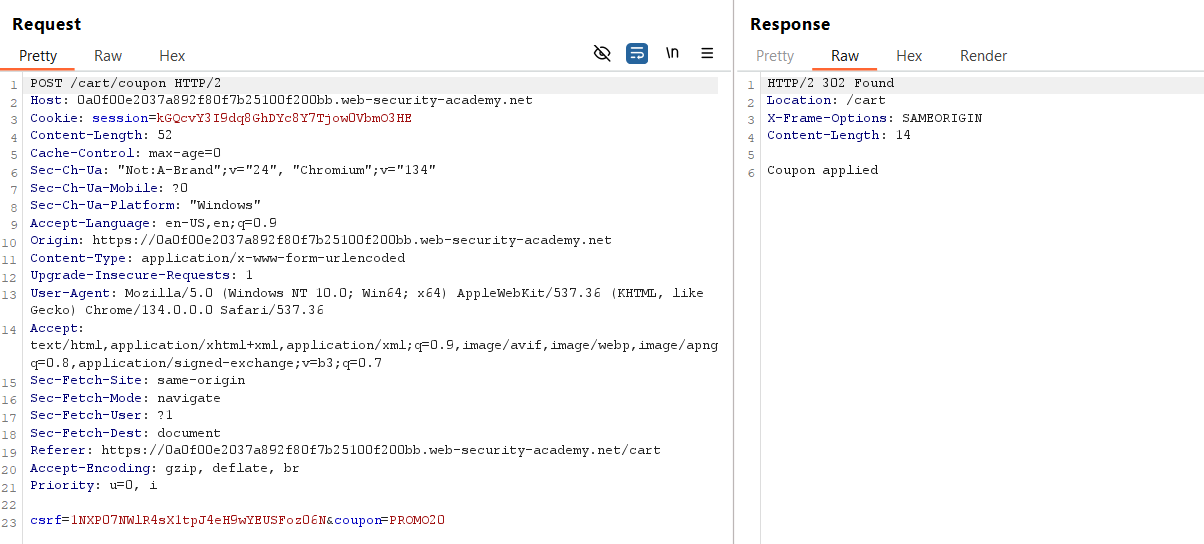 Request
Pretty Raw Hex
\n
1 POST /cart/coupon HTTP/2
2 Host: 0a0f00e2037a892f80f7b25100f200bb.web-security-academy.net
3 Cookie: session=kGQcvY3I9dq8GhDYc8Y7Tjow0VbmO3HE
4 Content-Length: 52
5 Cache-Control: max-age=0
6 Sec-Ch-Ua: "Not:A-Brand";v="24", "Chromium";v="134"
7 Sec-Ch-Ua-Mobile: ?0
8 Sec-Ch-Ua-Platform: "Windows"
9 Accept-Language: en-US,en;q=0.9
10 Origin: https://0a0f00e2037a892f80f7b25100f200bb.web-security-academy.net
11 Content-Type: application/x-www-form-urlencoded
12 Upgrade-Insecure-Requests: 1
13 User-Agent: Mozilla/5.0 (Windows NT 10.0; Win64; x64) AppleWebKit/537.36 (KHTML, like
Gecko) Chrome/134.0.0.0 Safari/537.36
14 Accept:
text/html,application/xhtml+xml,application/xml;q=0.9,image/avif,image/webp,image/apng
q=0.8,application/signed-exchange;v=b3;q=0.7
15 Sec-Fetch-Site: same-origin
16 Sec-Fetch-Mode: navigate
17 Sec-Fetch-User: ?1
18 Sec-Fetch-Dest: document
19 Referer: https://0a0f00e2037a892f80f7b25100f200bb.web-security-academy.net/cart
20 Accept-Encoding: gzip, deflate, br
21 Priority: u=0, i
22
23 csrf=1NXP07NWlR4sX1tpJ4eH9wYEUSFozO6N&coupon=PROMO20
Response
Pretty Raw Hex Render
1 HTTP/2 302 Found
2 Location: /cart
3 X-Frame-Options: SAMEORIGIN
4 Content-Length: 14
5
6 Coupon applied